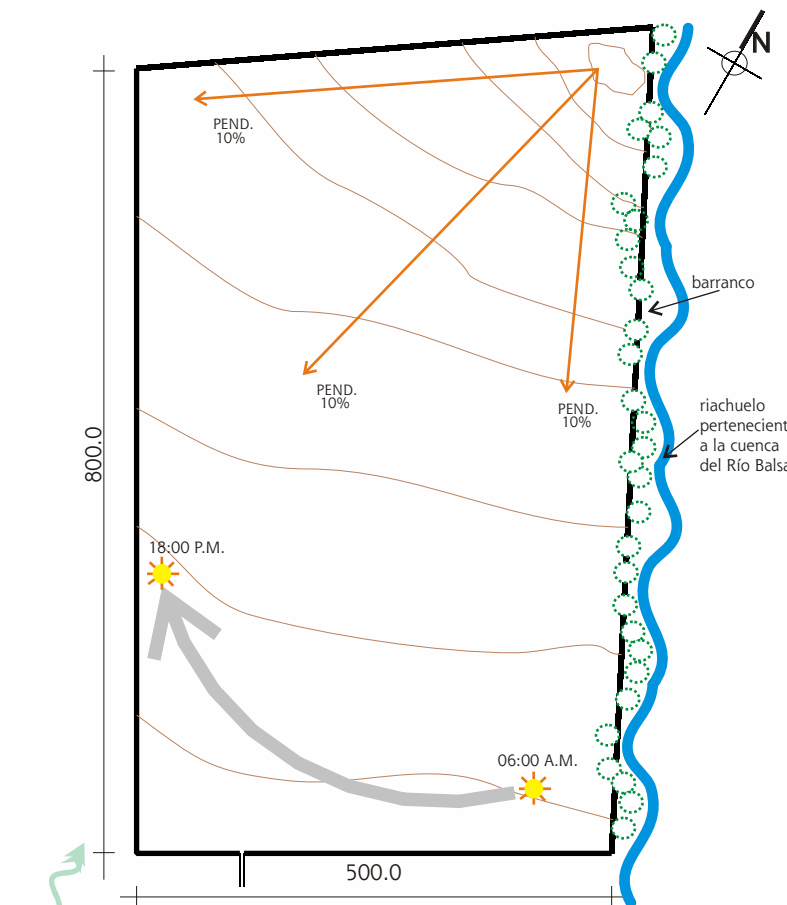 N
PEND.
10%
barranco
PEND.
10%
PEND.
10%
riachuelo
pertenecient
a la cuenca
del Río Balsa
800.0
18:00 P.M.
06:00 A.M.
500.0